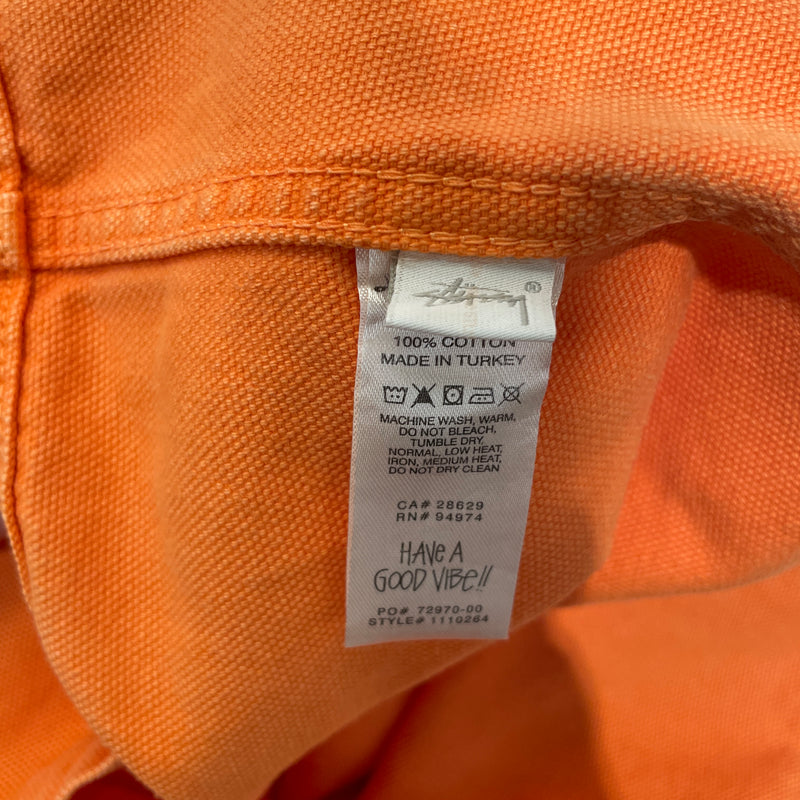 Stüssy ®
100% COTTON
MADE IN TURKEY
MACHINE WASH, WARM,
DO NOT BLEACH,
TUMBLE DRY,
NORMAL, LOW HEAT,
IRON, MEDIUM HEAT,
DO NOT DRY CLEAN
CA# 28629
RN# 94974
HAVE A
GOOD VIBE!!
PO# 72970-00
STYLE# 1110264